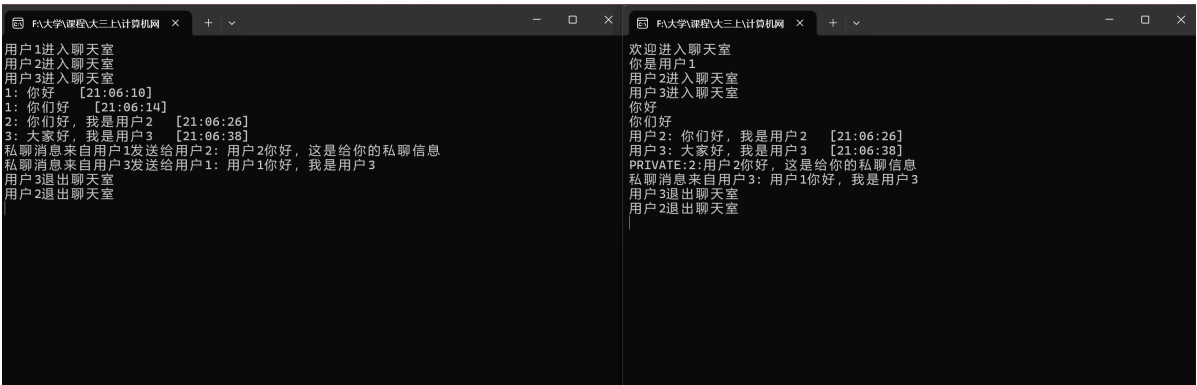 F:\大学\课程\大三上\计算机网
用户1进入聊天室
用户2进入聊天室
用户3进入聊天室
1: 你好   [21:06:10]
1: 你们好   [21:06:14]
2: 你们好，我是用户2   [21:06:26]
3: 大家好，我是用户3   [21:06:38]
私聊消息来自用户1发送给用户2: 用户2你好，这是给你的私聊信息
私聊消息来自用户3发送给用户1: 用户1你好，我是用户3
用户3退出聊天室
用户2退出聊天室
F:\大学\课程\大三上\计算机网
欢迎进入聊天室
你是用户1
用户2进入聊天室
用户3进入聊天室
你好
你们好
用户2: 你们好，我是用户2   [21:06:26]
用户3: 大家好，我是用户3   [21:06:38]
PRIVATE:2:用户2你好，这是给你的私聊信息
私聊消息来自用户3: 用户1你好，我是用户3
用户3退出聊天室
用户2退出聊天室